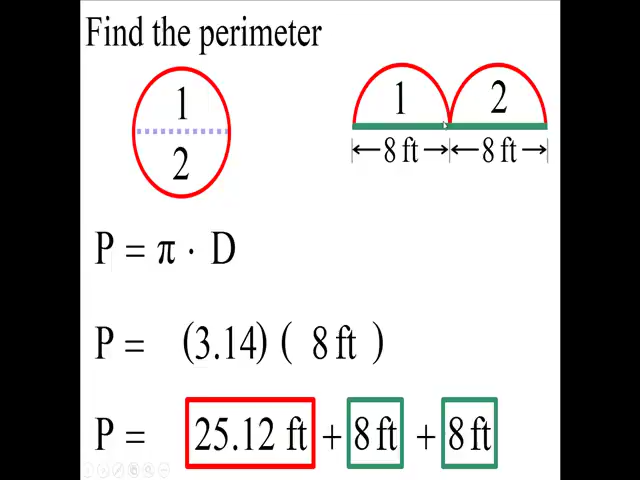 Find the perimeter
1
2
1
2
8 ft
8 ft
P = π · D
P = (3.14) ( 8 ft )
P = 25.12 ft + 8 ft + 8 ft